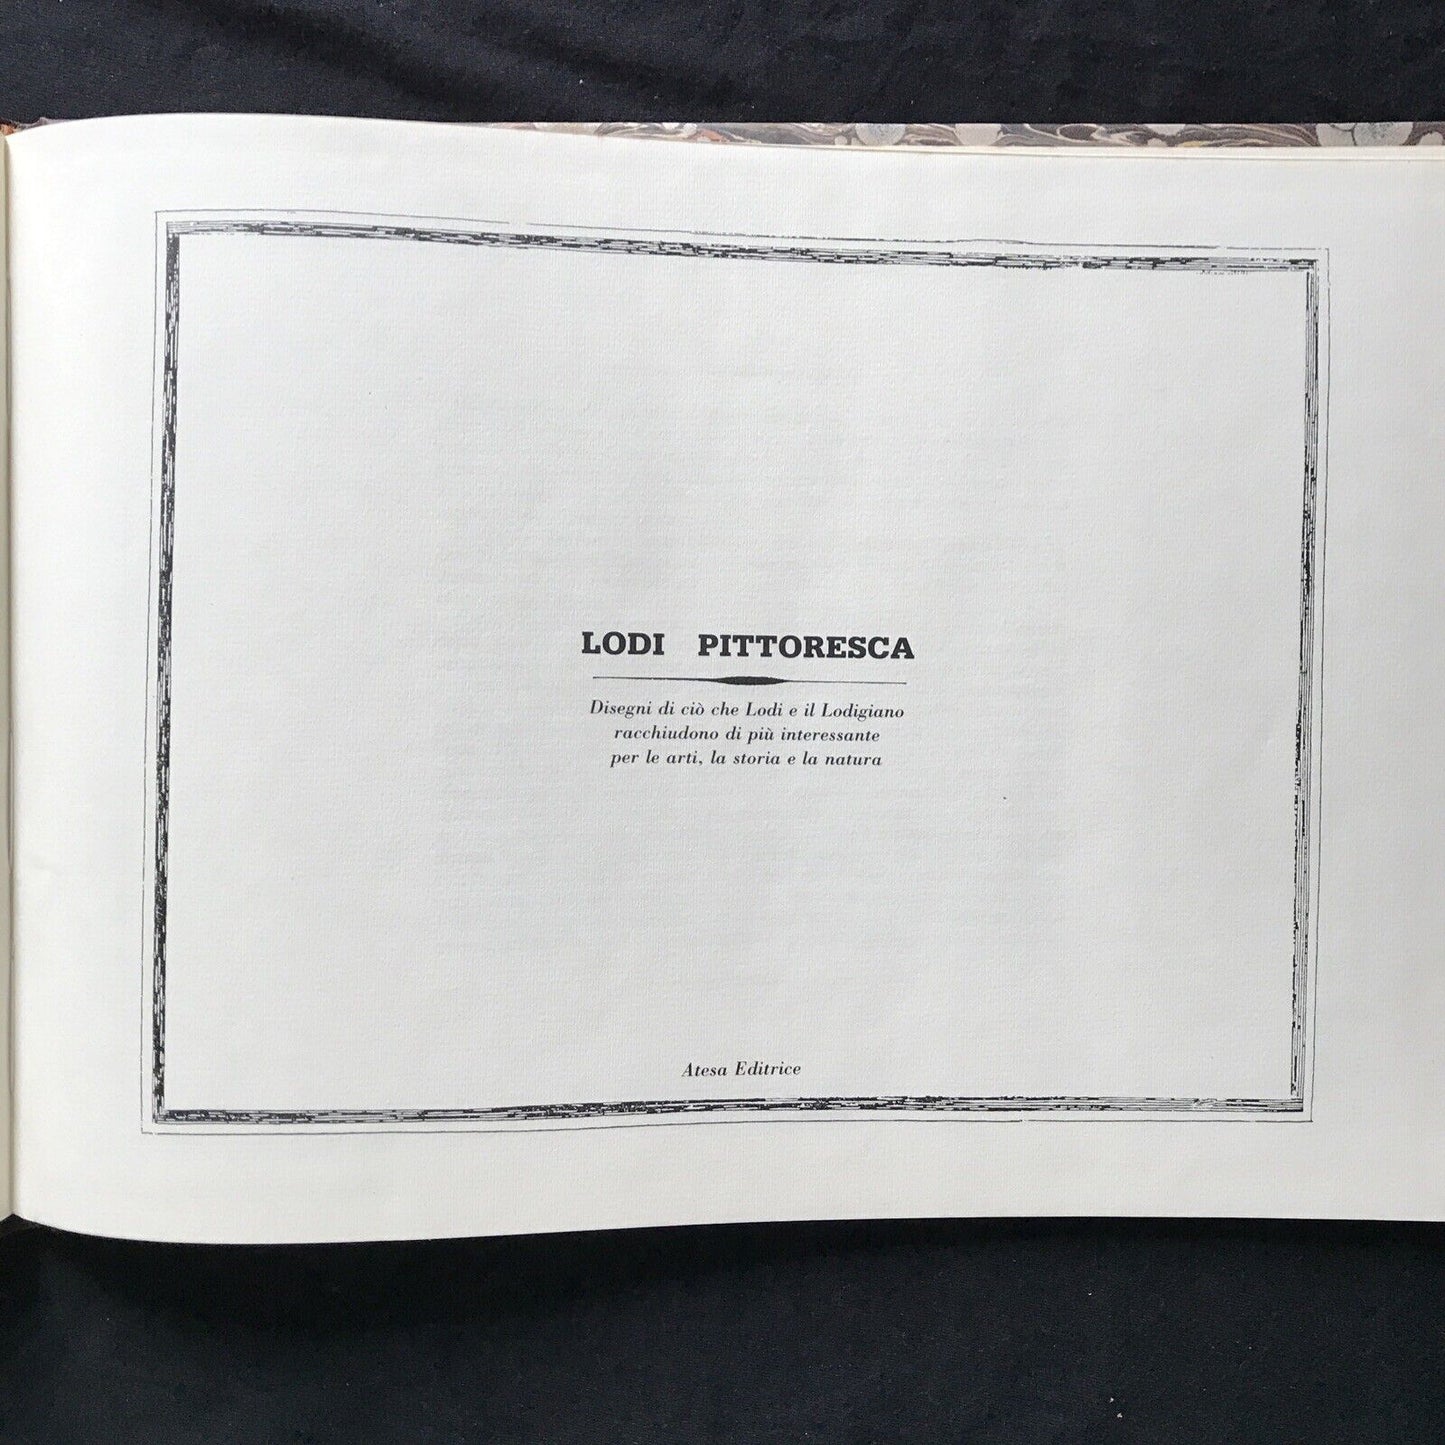 LODI PITTORESCA
Disegni di ciò che Lodi e il Lodigiano
racchiudono di più interessante
per le arti, la storia e la natura
Atesa Editrice